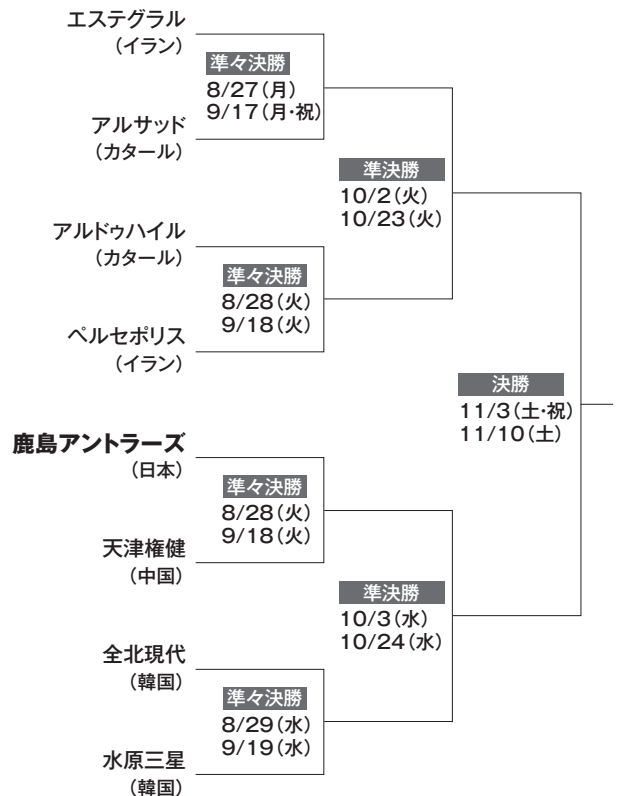 エステグラル
(イラン)
準々決勝
8/27(月)
9/17(月・祝)
アルサッド
(カタール)
準決勝
10/2(火)
10/23(火)
アルドゥハイル
(カタール)
準々決勝
8/28(火)
9/18(火)
ペルセポリス
(イラン)
決勝
11/3(土・祝)
11/10(土)
鹿島アントラーズ
(日本)
準々決勝
8/28(火)
9/18(火)
天津権健
(中国)
準決勝
10/3(水)
10/24(水)
全北現代
(韓国)
準々決勝
8/29(水)
9/19(水)
水原三星
(韓国)